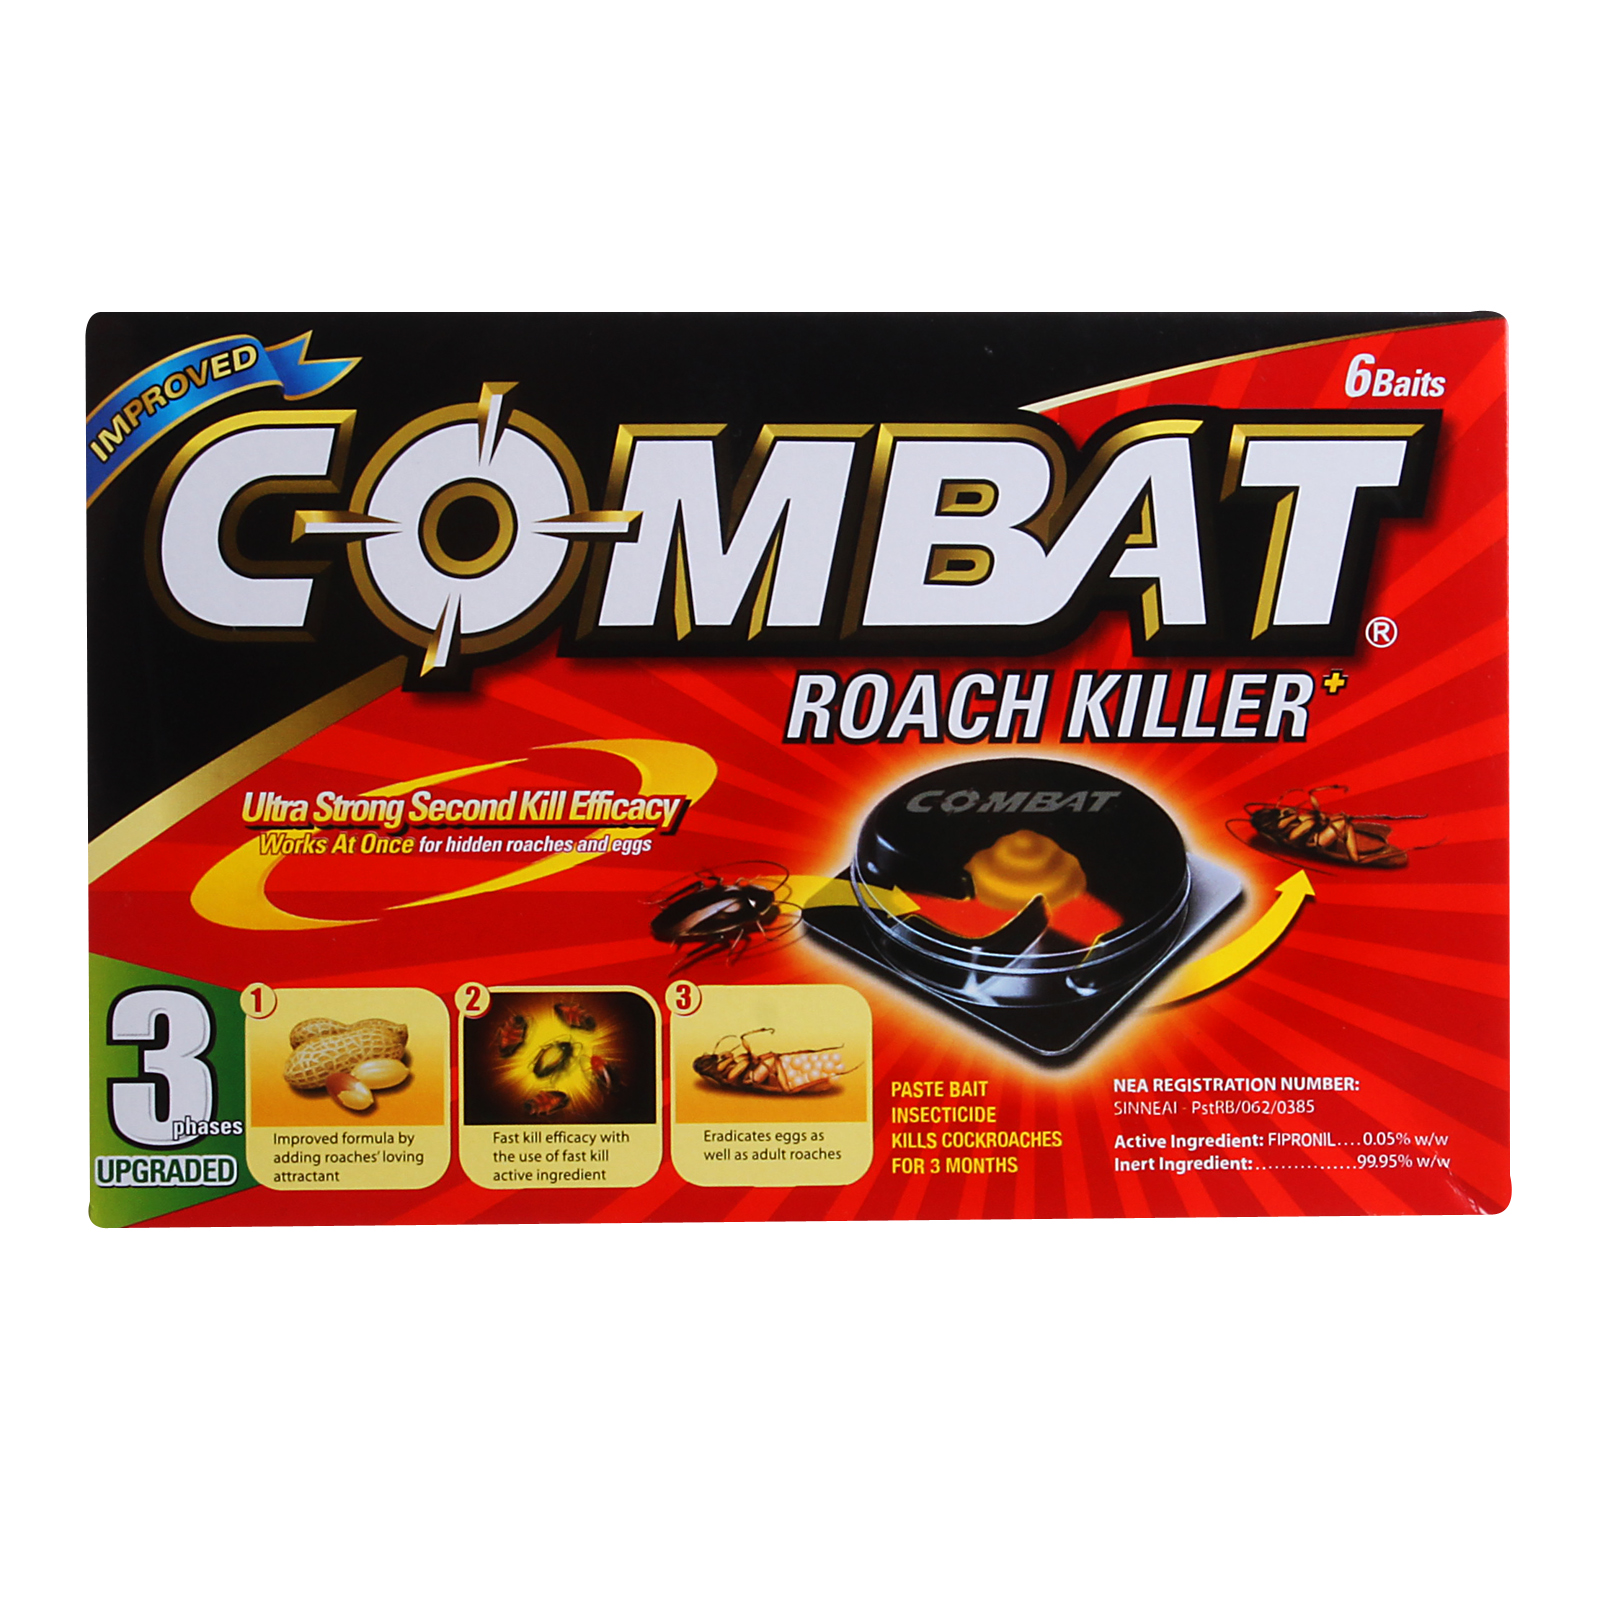 IMPROVED
6Baits
COMBAT®
ROACH KILLER+
Ultra Strong Second Kill Efficacy
Works At Once for hidden roaches and eggs
COMBAT
3
phases
UPGRADED
1
Improved formula by
adding roaches' loving
attractant
2
Fast kill efficacy with
the use of fast kill
active ingredient
3
Eradicates eggs as
well as adult roaches
PASTE BAIT
INSECTICIDE
KILLS COCKROACHES
FOR 3 MONTHS
NEA REGISTRATION NUMBER:
SINNEAI - PstRB/062/0385
Active Ingredient: FIPRONIL....0.05% w/w
Inert Ingredient:................99.95% w/w